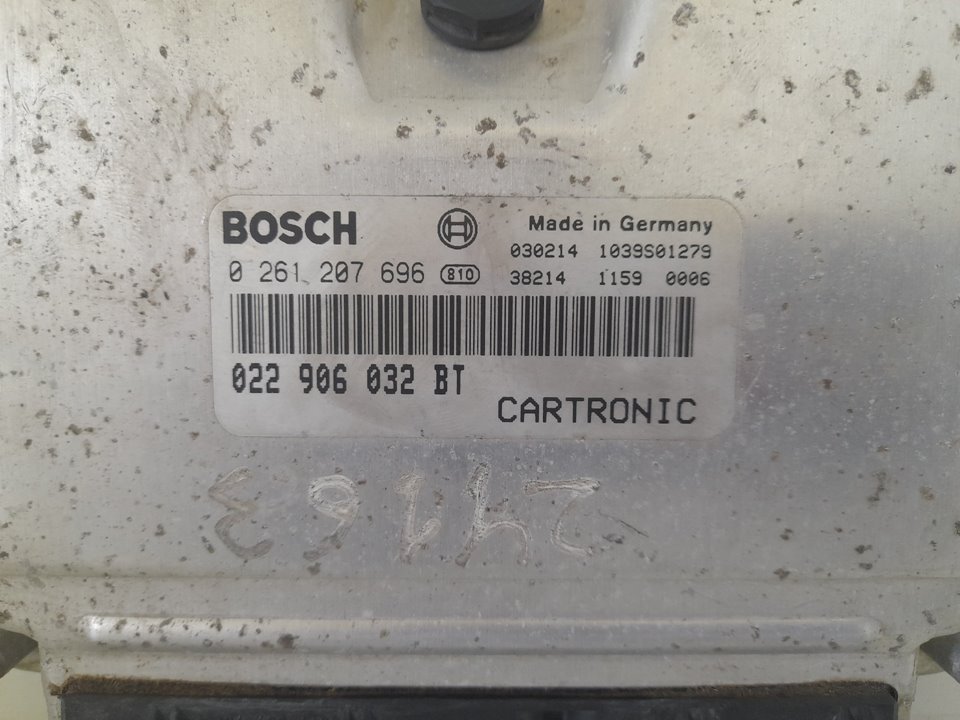 BOSCH
Made in Germany
030214 1039S01279
0 261 207 696 810
38214 1159 0006
022 906 032 BT
CARTRONIC
24163